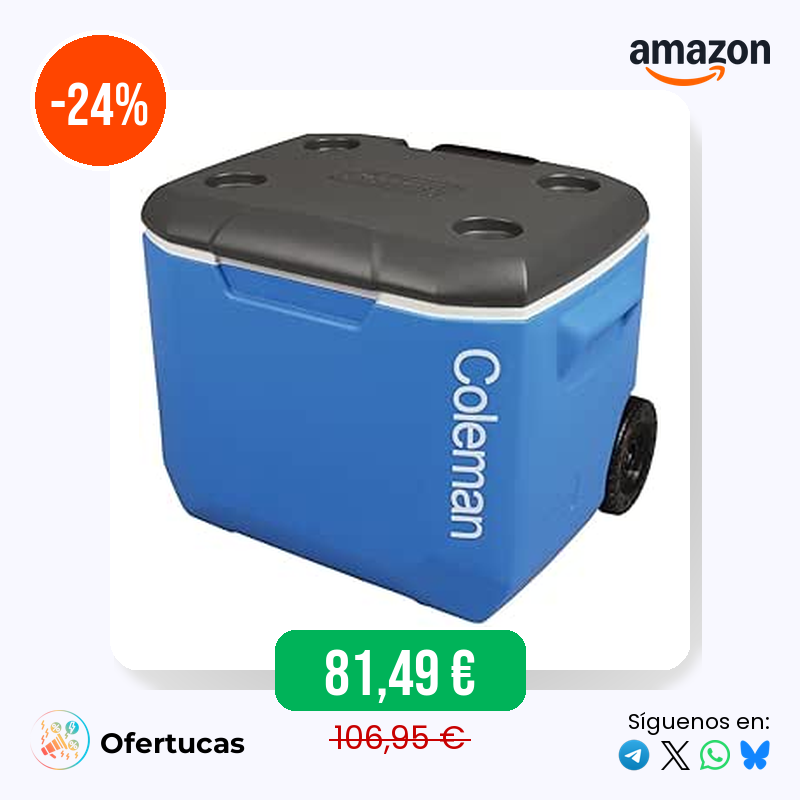 -24%
amazon
Coleman
81,49 €
106,95 €
Ofertucas
Síguenos en: